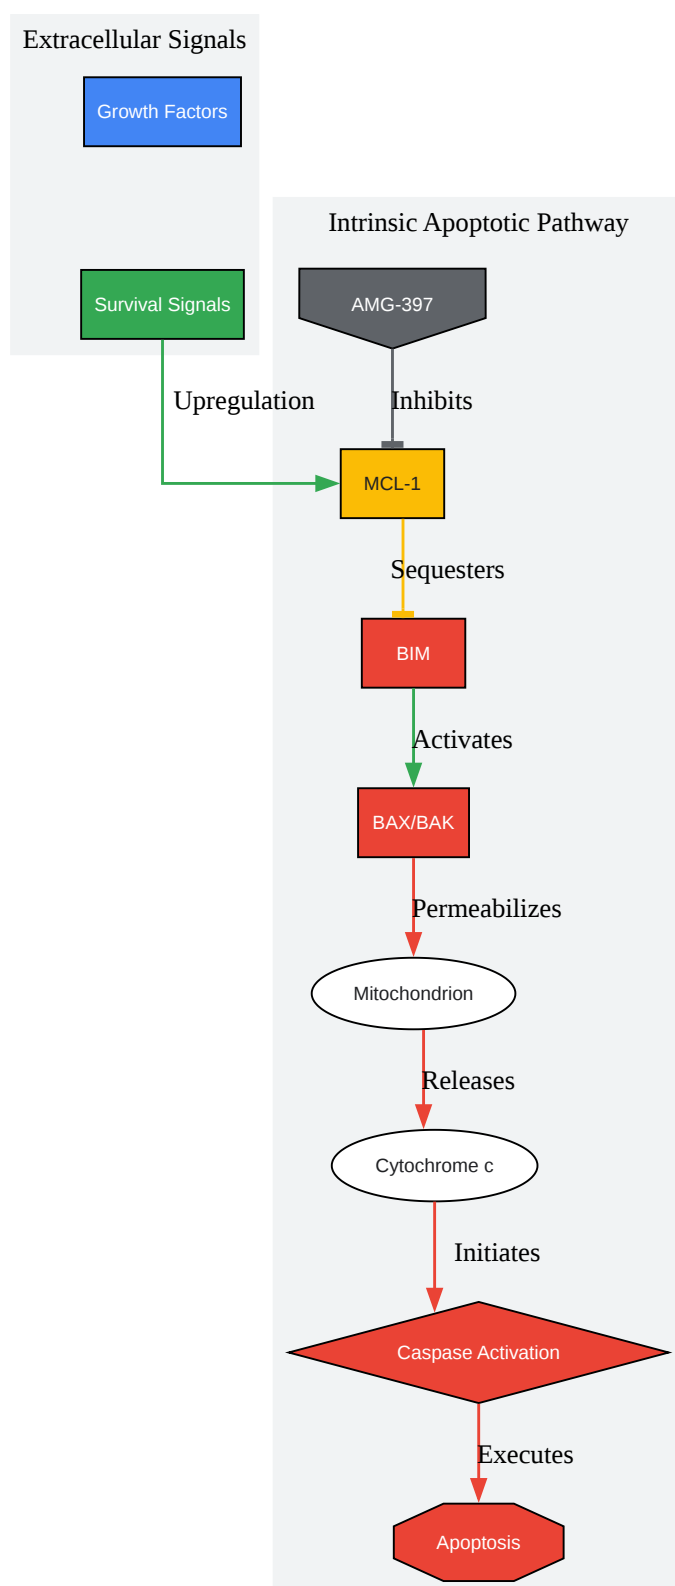 Extracellular Signals
Growth Factors
Intrinsic Apoptotic Pathway
Survival Signals
AMG-397
Upregulation
Inhibits
MCL-1
Sequesters
BIM
Activates
BAX/BAK
Permeabilizes
Mitochondrion
Releases
Cytochrome c
Initiates
Caspase Activation
Executes
Apoptosis